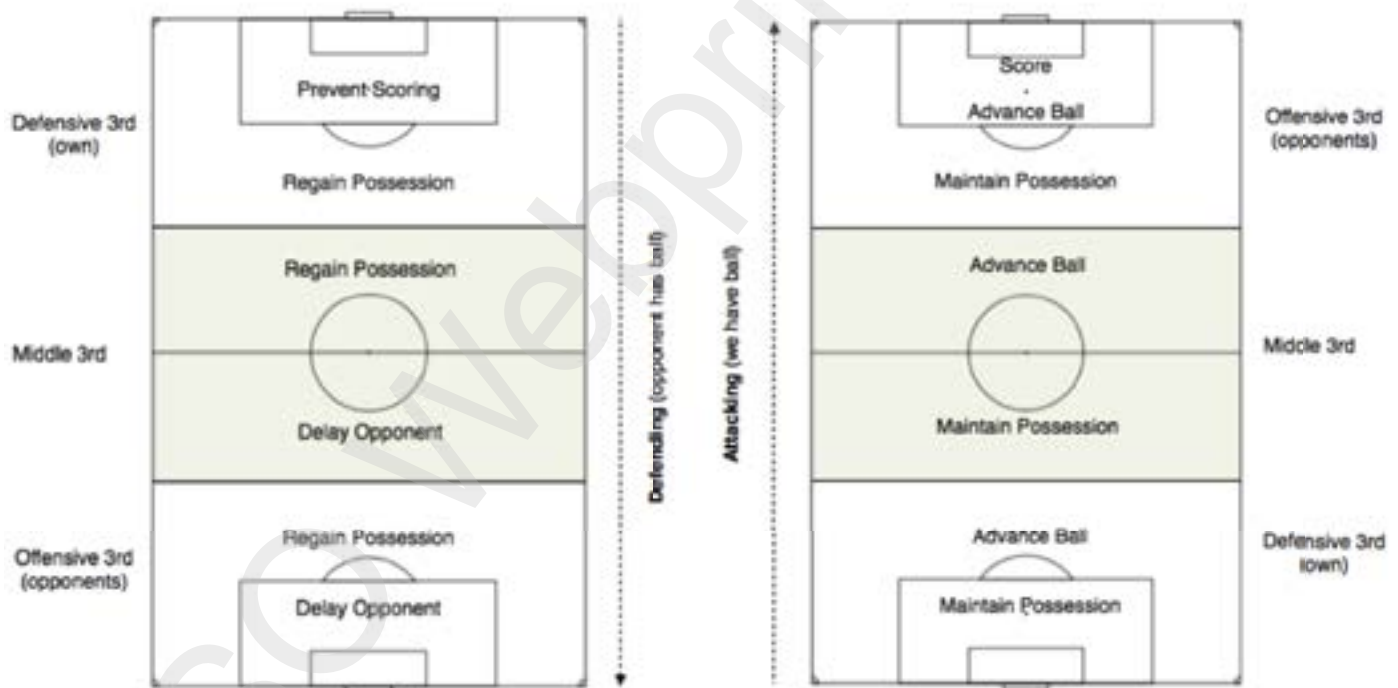 Prevent Scoring
Defensive 3rd
(own)
Regain Possession
Regain Possession
Middle 3rd
Delay Opponent
Regain Possession
Offensive 3rd
(opponents)
Delay Opponent
Defending (opponent has ball)
Attacking (we have ball)
Score
Advance Ball
Offensive 3rd
(opponents)
Maintain Possession
Advance Ball
Middle 3rd
Maintain Possession
Advance Ball
Defensive 3rd
(own)
Maintain Possession